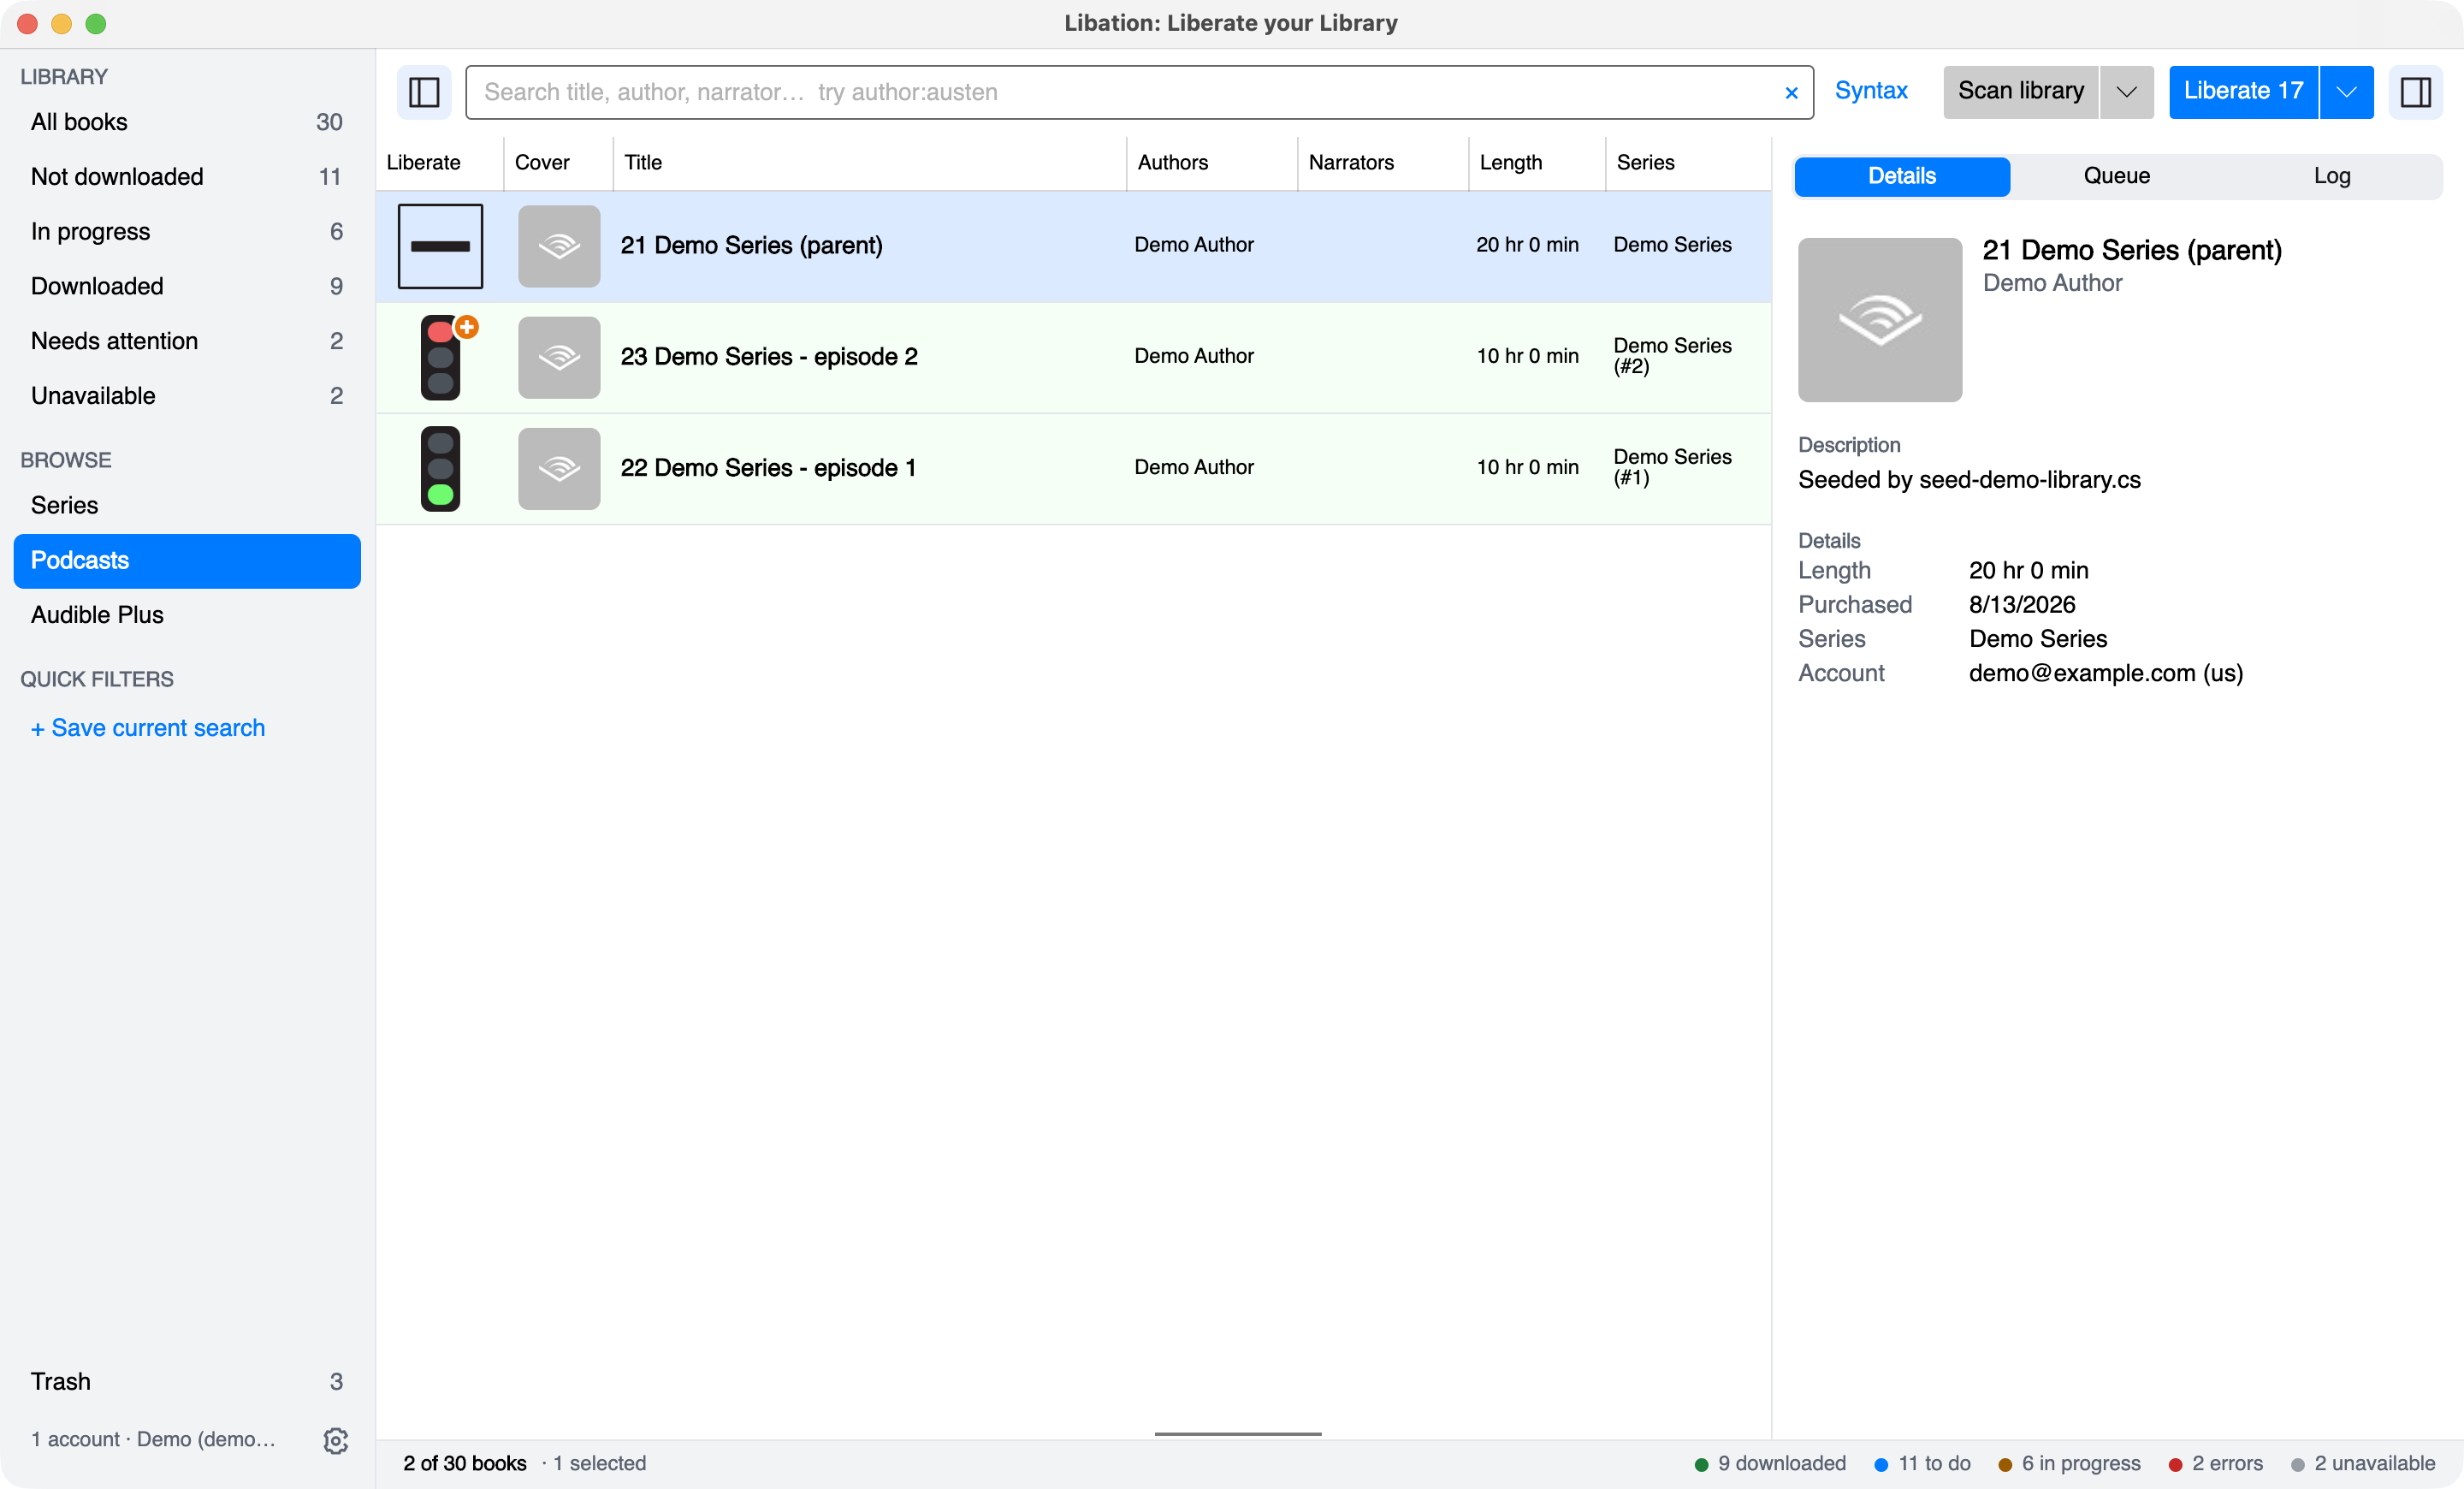 Libation: Liberate your Library
LIBRARY
All books 30
Not downloaded 11
In progress 6
Downloaded 9
Needs attention 2
Unavailable 2
BROWSE
Series
Podcasts
Audible Plus
QUICK FILTERS
+ Save current search
Trash 3
1 account · Demo (demo...
Search title, author, narrator... try author:austen ×
Syntax
Scan library
Liberate 17
Liberate Cover Title Authors Narrators Length Series
21 Demo Series (parent) Demo Author 20 hr 0 min Demo Series
23 Demo Series - episode 2 Demo Author 10 hr 0 min Demo Series
(#2)
22 Demo Series - episode 1 Demo Author 10 hr 0 min Demo Series
(#1)
Details Queue Log
21 Demo Series (parent)
Demo Author
Description
Seeded by seed-demo-library.cs
Details
Length 20 hr 0 min
Purchased 8/13/2026
Series Demo Series
Account demo@example.com (us)
2 of 30 books · 1 selected
9 downloaded 11 to do 6 in progress 2 errors 2 unavailable